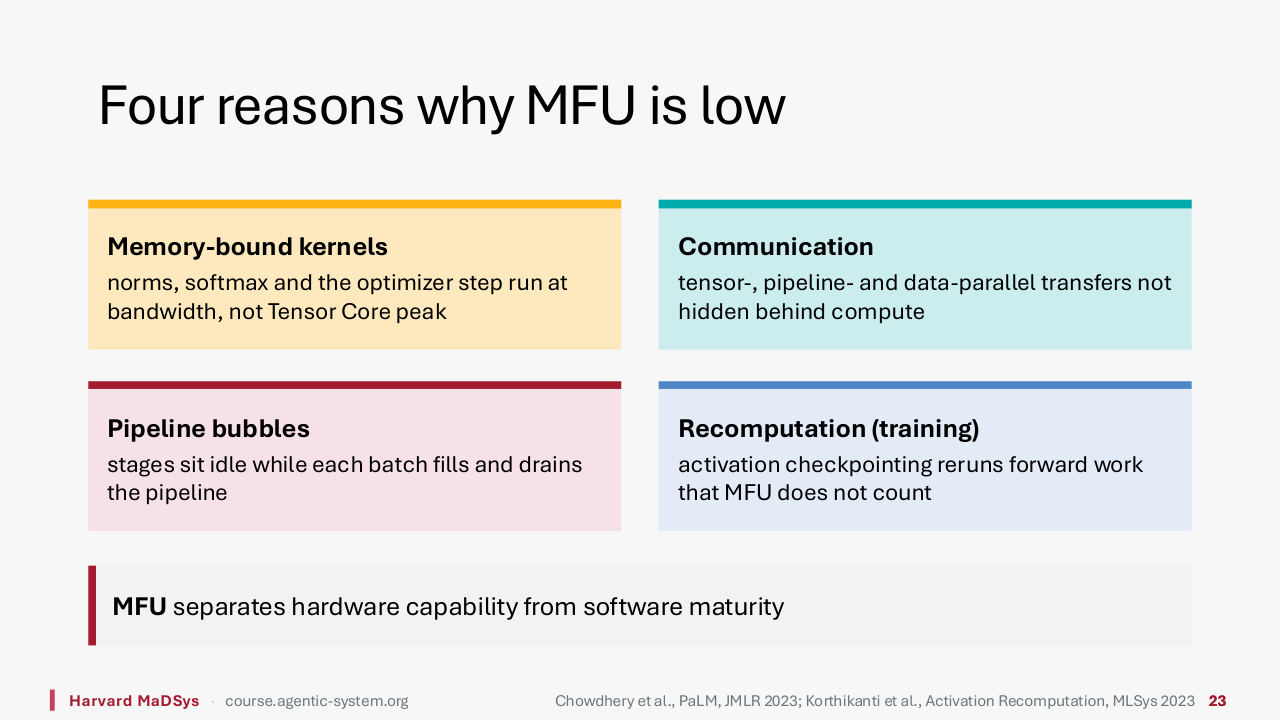 Four reasons why MFU is low
Memory-bound kernels
norms, softmax and the optimizer step run at
bandwidth, not Tensor Core peak
Communication
tensor-, pipeline- and data-parallel transfers not
hidden behind compute
Pipeline bubbles
stages sit idle while each batch fills and drains
the pipeline
Recomputation (training)
activation checkpointing reruns forward work
that MFU does not count
MFU separates hardware capability from software maturity
Harvard MaDSys · course.agentic-system.org
Chowdhery et al., PaLM, JMLR 2023; Korthikanti et al., Activation Recomputation, MLSys 2023 23